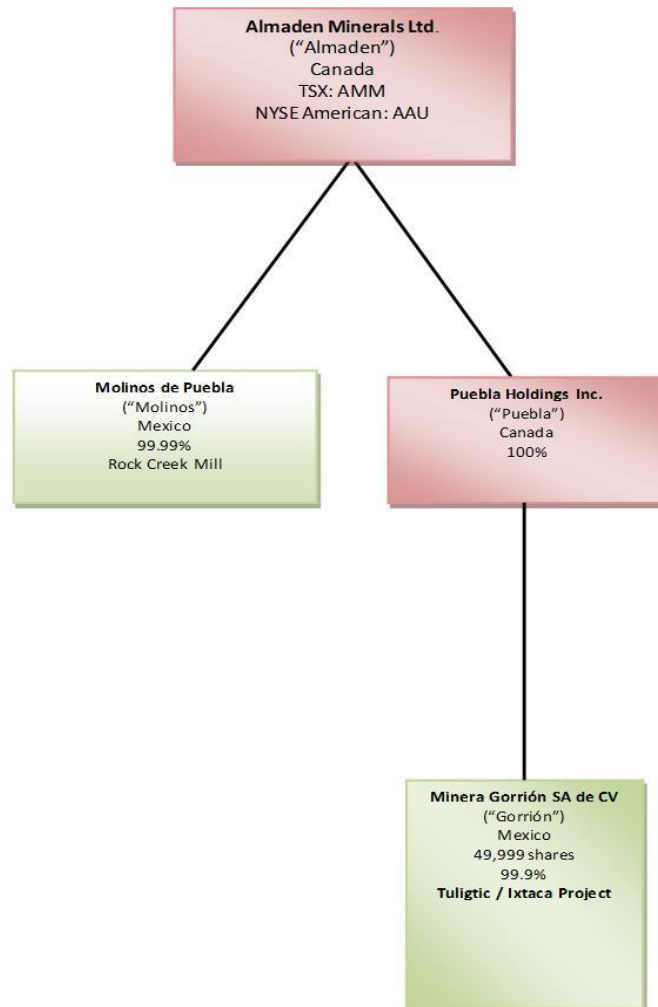 Almaden Minerals Ltd.
(“Almaden”)
Canada
TSX: AMM
NYSE American: AAU
Molinos de Puebla
(“Molinos”)
Mexico
99.99%
Rock Creek Mill
Puebla Holdings Inc.
(“Puebla”)
Canada
100%
Minera Gorrión SA de CV
(“Gorrión”)
Mexico
49,999 shares
99.9%
Tuligtic / Ixtaca Project